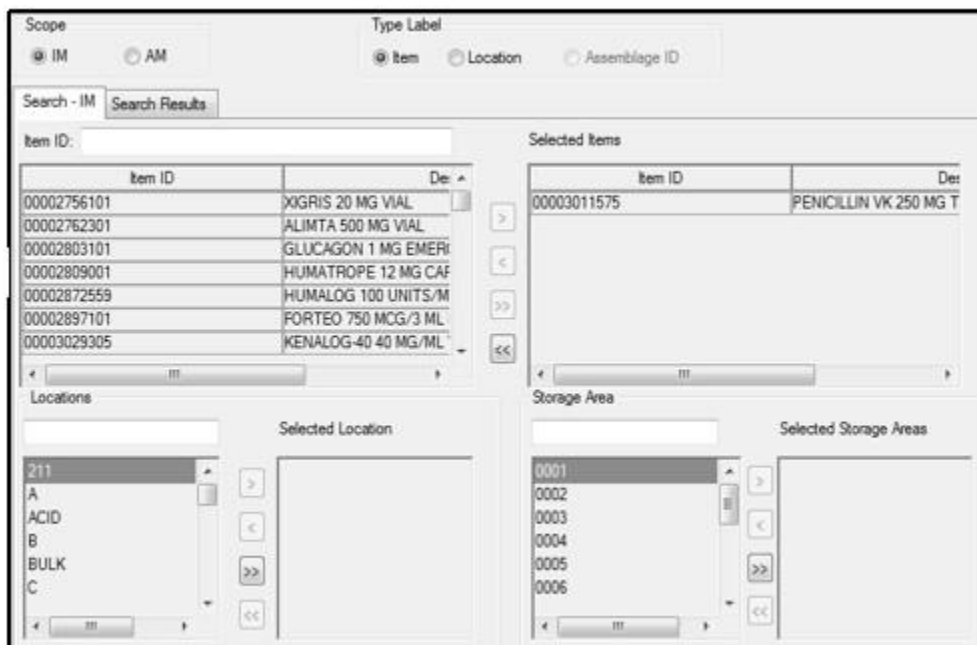 Scope
IM AM
Type Label
Item Location Assemblage ID
Search - IM Search Results
Item ID:
Item ID Des
00002756101 XIGRIS 20 MG VIAL
00002762301 ALIMTA 500 MG VIAL
00002803101 GLUCAGON 1 MG EMERG
00002809001 HUMATROPE 12 MG CAR
00002872559 HUMALOG 100 UNITS/M
00002897101 FORTEO 750 MCG/3 ML
00003029305 KENALOG-40 40 MG/ML
> < >> <<
Selected Items
Item ID Des
00003011575 PENICILLIN VK 250 MG T
Locations
Selected Location
211
A
ACID
B
BULK
C
> < >> <<
Storage Area
Selected Storage Areas
0001
0002
0003
0004
0005
0006
> < >> <<